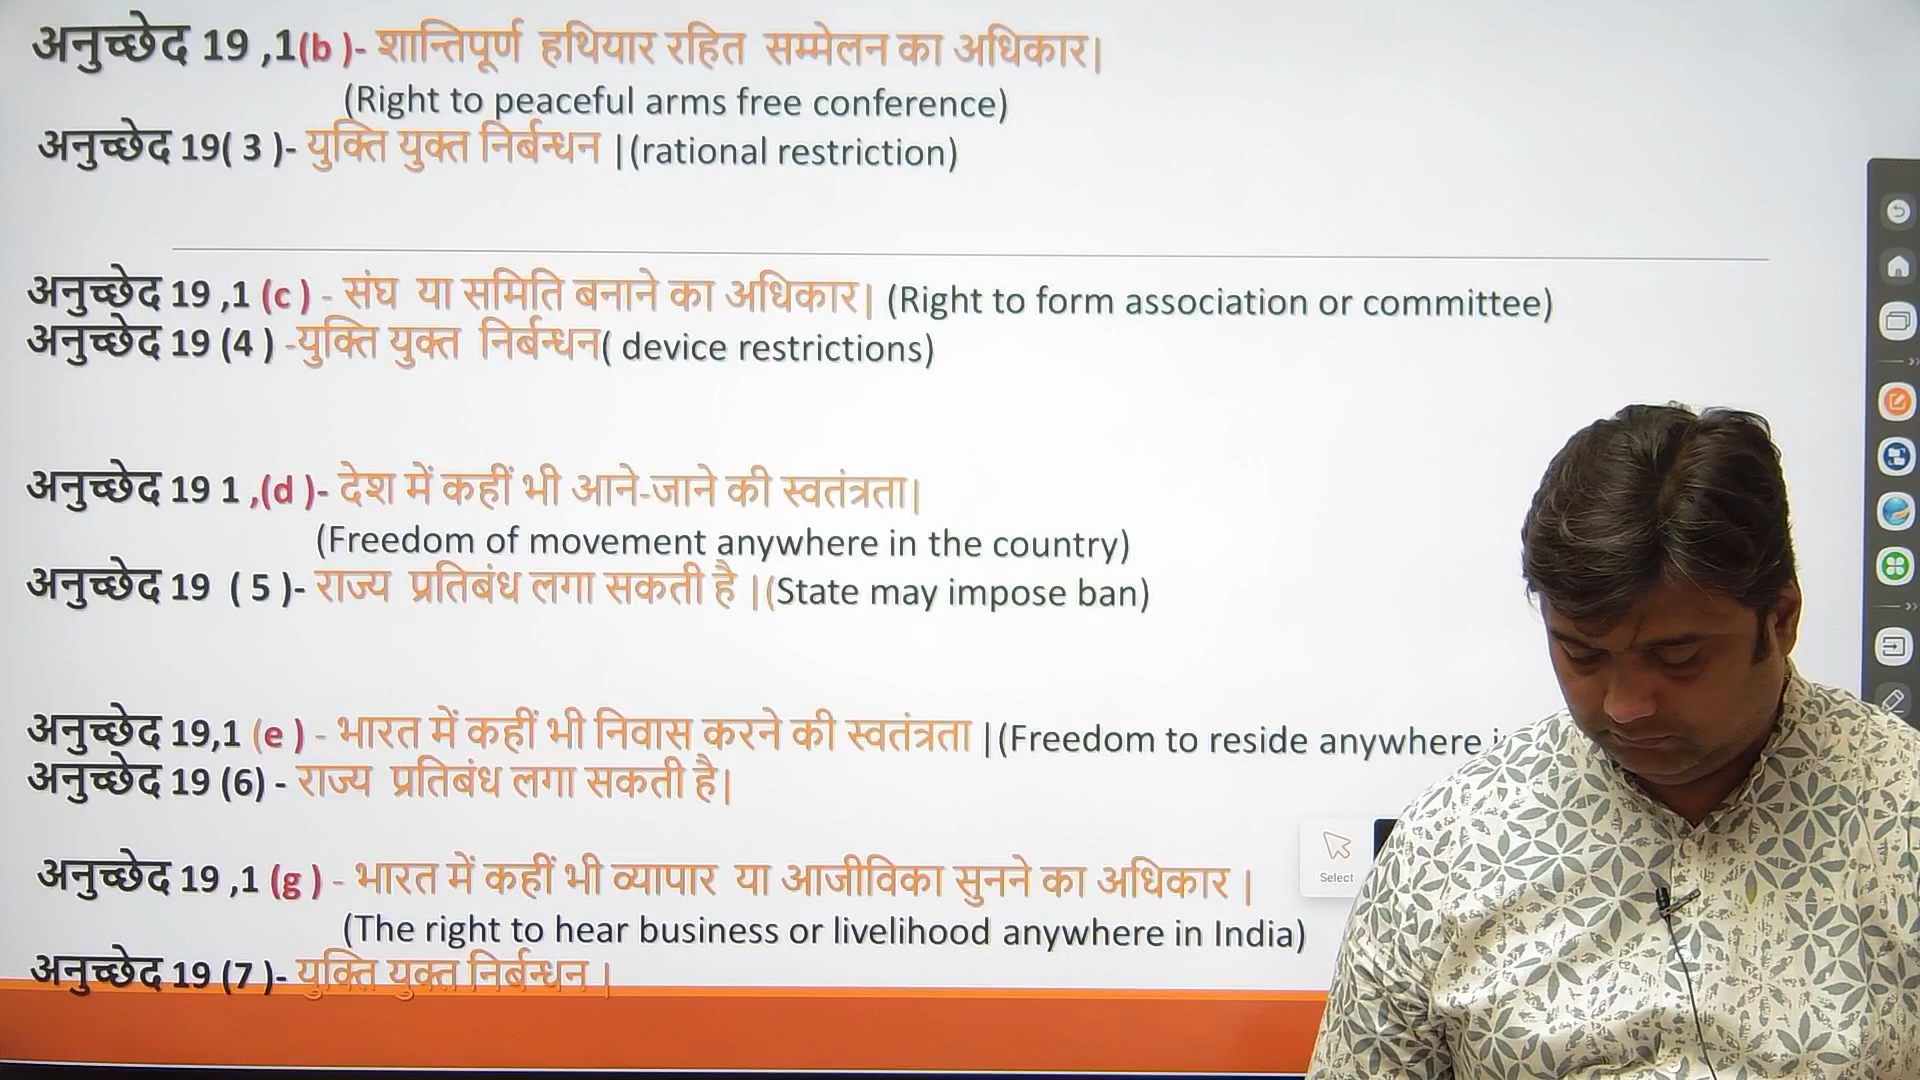 अनुच्छेद 19 ,1(b )- शान्तिपूर्ण हथियार रहित सम्मेलन का अधिकार|
(Right to peaceful arms free conference)
अनुच्छेद 19( 3 )- युक्ति युक्त निर्बन्धन |(rational restriction)
अनुच्छेद 19 ,1 (c ) - संघ या समिति बनाने का अधिकार| (Right to form association or committee)
अनुच्छेद 19 (4 ) -युक्ति युक्त निर्बन्धन( device restrictions)
अनुच्छेद 19 1 ,(d )- देश में कहीं भी आने-जाने की स्वतंत्रता|
(Freedom of movement anywhere in the country)
अनुच्छेद 19 ( 5 )- राज्य प्रतिबंध लगा सकती है |(State may impose ban)
अनुच्छेद 19,1 (e ) - भारत में कहीं भी निवास करने की स्वतंत्रता |(Freedom to reside anywhere
अनुच्छेद 19 (6) - राज्य प्रतिबंध लगा सकती है|
अनुच्छेद 19 ,1 (g ) - भारत में कहीं भी व्यापार या आजीविका सुनने का अधिकार |
(The right to hear business or livelihood anywhere in India)
अनुच्छेद 19 (7 )- युक्ति युक्त निर्बन्धन |
Select